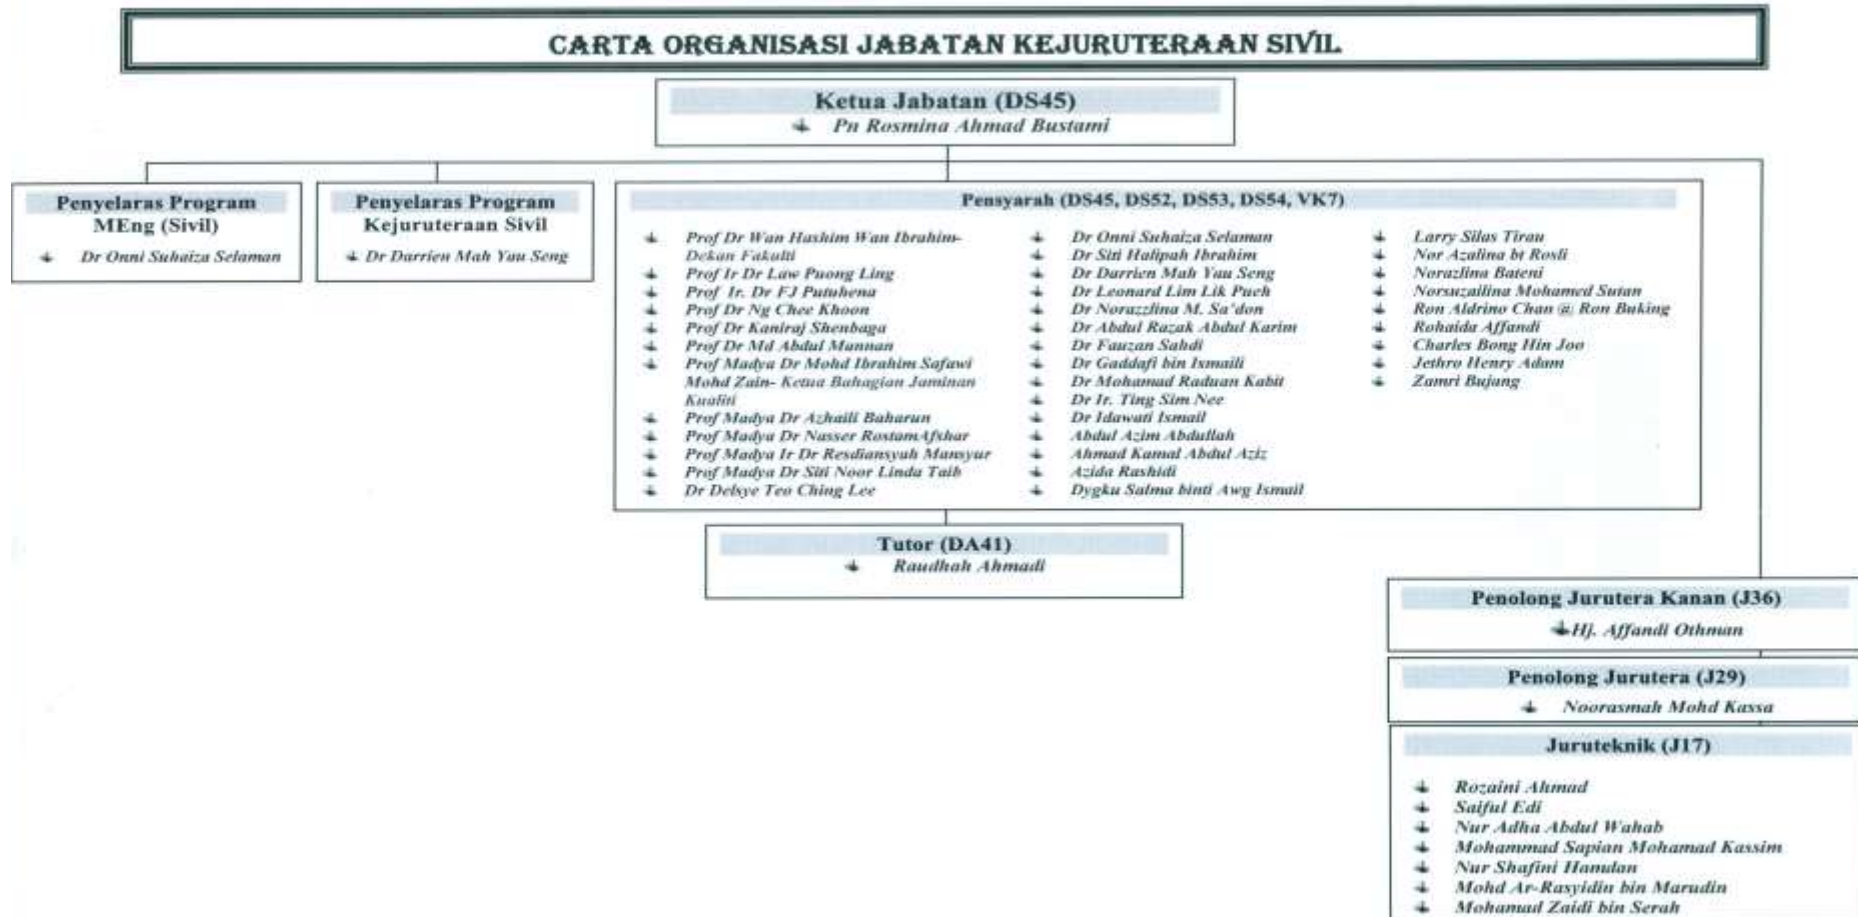 CARTA ORGANISASI JABATAN KEJURUTERAAN SIVIL
Ketua Jabatan (DS45)
Pn Rosmina Ahmad Bustami
Penyelaras Program
MEng (Sivil)
Dr Onni Suhaiza Selaman
Penyelaras Program
Kejuruteraan Sivil
Dr Darrien Mah Yau Seng
Pensyarah (DS45, DS52, DS53, DS54, VK7)
Prof Dr Wan Hashim Wan Ibrahim-
Dekan Fakulti
Prof Ir Dr Law Puong Ling
Prof Ir. Dr FJ Putuhena
Prof Dr Ng Chee Khoon
Prof Dr Kaniraj Shenbaga
Prof Dr Md Abdul Mannan
Prof Madya Dr Mohd Ibrahim Safawi
Mohd Zain- Ketua Bahagian Jaminan
Kualiti
Prof Madya Dr Azhaili Baharun
Prof Madya Dr Nasser RostamAfshar
Prof Madya Ir Dr Resdiansyah Mansyur
Prof Madya Dr Siti Noor Linda Taib
Dr Delsye Teo Ching Lee
Dr Onni Suhaiza Selaman
Dr Siti Halipah Ibrahim
Dr Darrien Mah Yau Seng
Dr Leonard Lim Lik Pueh
Dr Norazzlina M. Sa'don
Dr Abdul Razak Abdul Karim
Dr Fauzan Sahdi
Dr Gaddafi bin Ismaili
Dr Mohamad Raduan Kabit
Dr Ir. Ting Sim Nee
Dr Idawati Ismail
Abdul Azim Abdullah
Ahmad Kamal Abdul Aziz
Azida Rashidi
Dygku Salma binti Awg Ismail
Larry Silas Tirau
Nor Azalina bt Rosli
Norazlina Bateni
Norsuzailina Mohamed Sutan
Ron Aldrino Chan @ Ron Buking
Rohaida Affandi
Charles Bong Hin Joo
Jethro Henry Adam
Zamri Bujang
Tutor (DA41)
Raudhah Ahmadi
Penolong Jurutera Kanan (J36)
Hj. Affandi Othman
Penolong Jurutera (J29)
Noorasmah Mohd Kassa
Juruteknik (J17)
Rozaini Ahmad
Saiful Edi
Nur Adha Abdul Wahab
Mohammad Sapian Mohamad Kassim
Nur Shafini Hamdan
Mohd Ar-Rasyidin bin Marudin
Mohamad Zaidi bin Serah